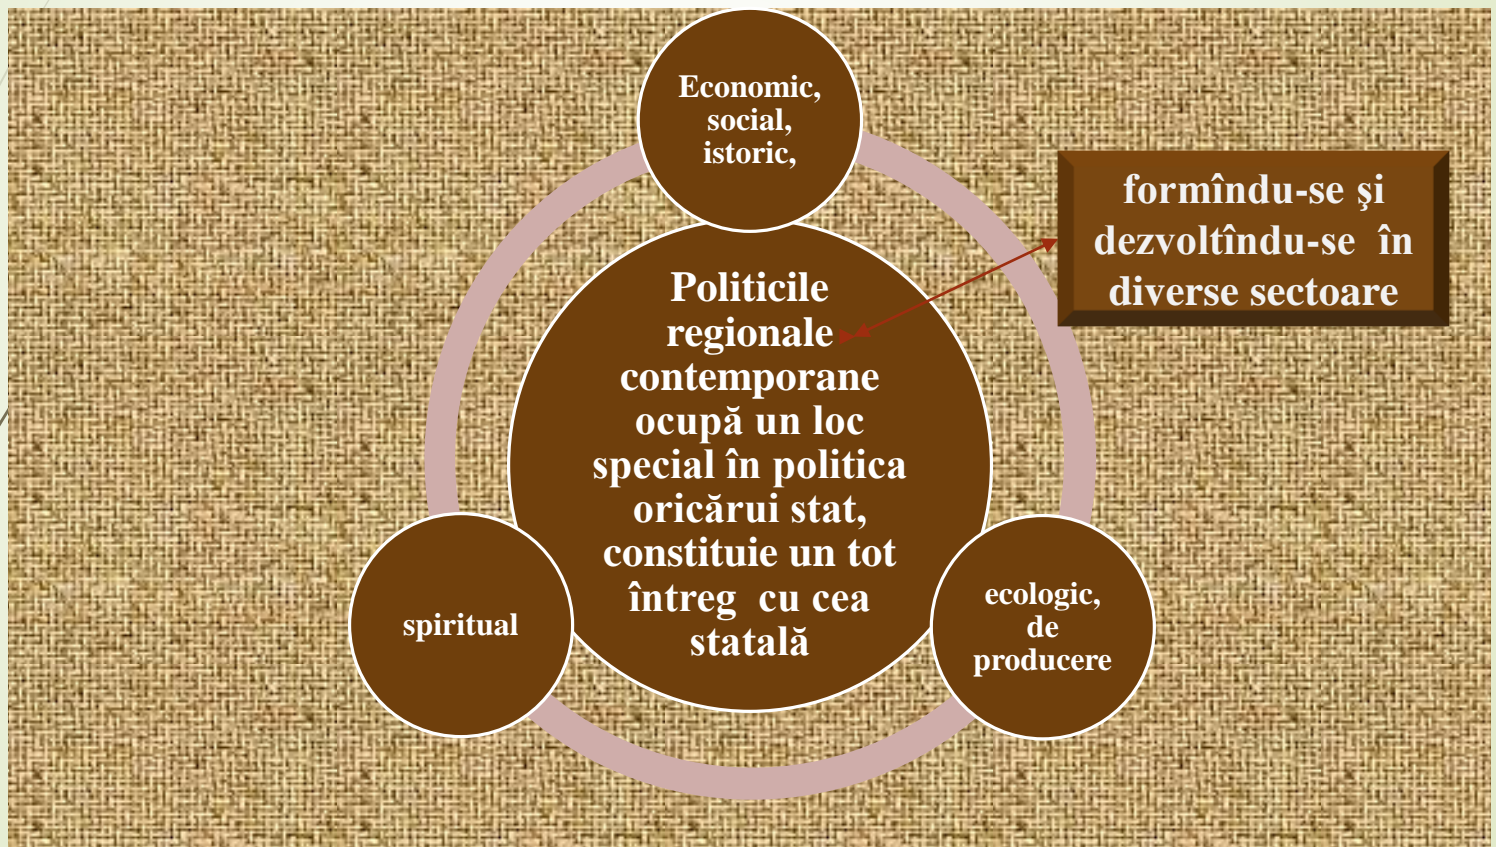 Economic,
social,
istoric,
formîndu-se şi
dezvoltîndu-se în
diverse sectoare
Politicile
regionale
contemporane
ocupă un loc
special în politica
oricărui stat,
constituie un tot
întreg cu cea
statală
spiritual
ecologic,
de
producere